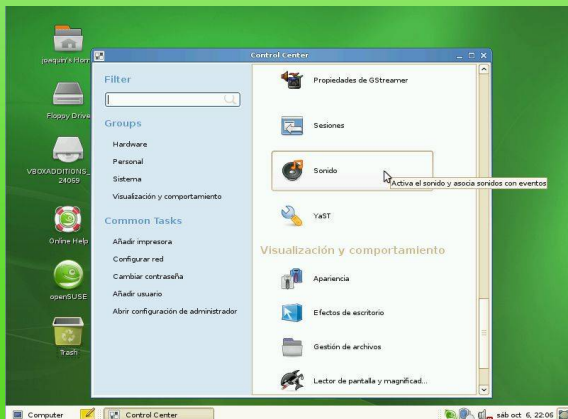 joaquin's Hom
Floppy Drive
VBOXADDITIONS_
24069
Online Help
openSUSE
Trash
Control Center
Filter
Groups
Hardware
Personal
Sistema
Visualización y comportamiento
Common Tasks
Añadir impresora
Configurar red
Cambiar contraseña
Añadir usuario
Abrir configuración de administrador
Propiedades de GStreamer
Sesiones
Sonido
Activa el sonido y asocia sonidos con eventos
YaST
Visualización y comportamiento
Apariencia
Efectos de escritorio
Gestión de archivos
Lector de pantalla y magnificad...
Computer
Control Center
sáb oct 6, 22:06